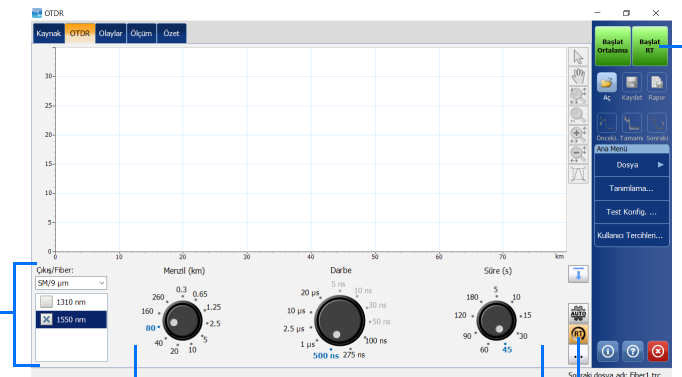 OTDR
Kaynak OTDR Olaylar Ölçüm Özet
Başlat Ortalama
Başlat RT
Aç Kaydet Rapor
Önceki. Tamamı Sonraki
Ana Menü
Dosya
Tanımlama...
Test Konfig. ...
Kullanıcı Tercihleri...
30-
25-
20-
15-
10-
5-
0 10 20 30 40 50 60 70 km
Çıkış/Fiber:
SM/9 µm
1310 nm
1550 nm
Menzil (km)
0.3 0.65
260 1.25
160 2.5
80 5
40 20 10
Darbe
5 ns 10 ns
20 µs 30 ns
10 µs 50 ns
2.5 µs 100 ns
1 µs 500 ns 275 ns
Süre (s)
5 10
180 15
120 30
90 60 45
AUTO
RT
...
Sonraki dosya adı: Fiber1.trc